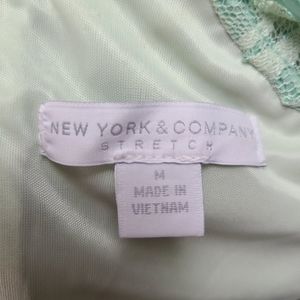 NEW YORK & COMPANY
STRETCH
M
MADE IN
VIETNAM